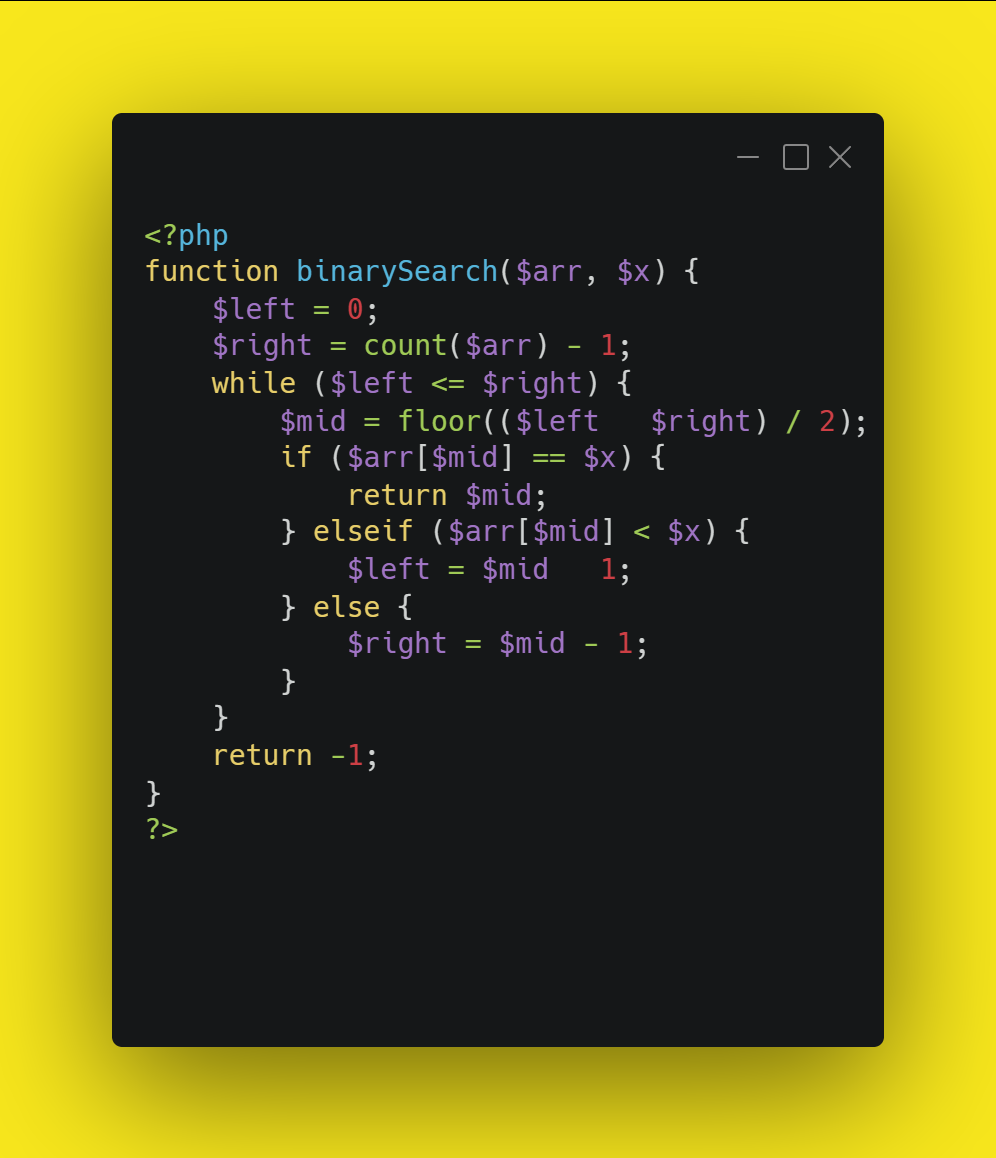 <?php
function binarySearch($arr, $x) {
    $left = 0;
    $right = count($arr) - 1;
    while ($left <= $right) {
        $mid = floor(($left   $right) / 2);
        if ($arr[$mid] == $x) {
            return $mid;
        } elseif ($arr[$mid] < $x) {
            $left = $mid   1;
        } else {
            $right = $mid - 1;
        }
    }
    return -1;
}
?>